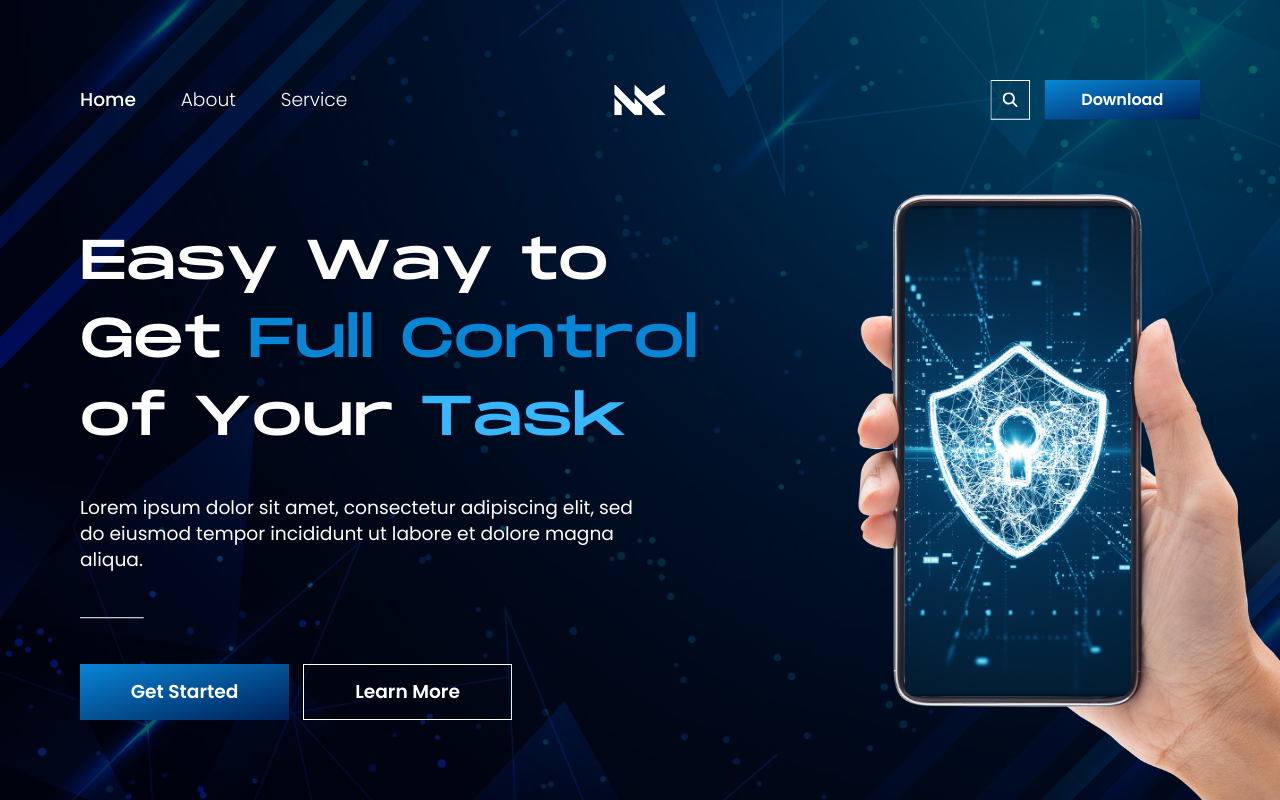 Home About Service NK Download
Easy Way to
Get Full Control
of Your Task
Lorem ipsum dolor sit amet, consectetur adipiscing elit, sed
do eiusmod tempor incididunt ut labore et dolore magna
aliqua.
Get Started Learn More